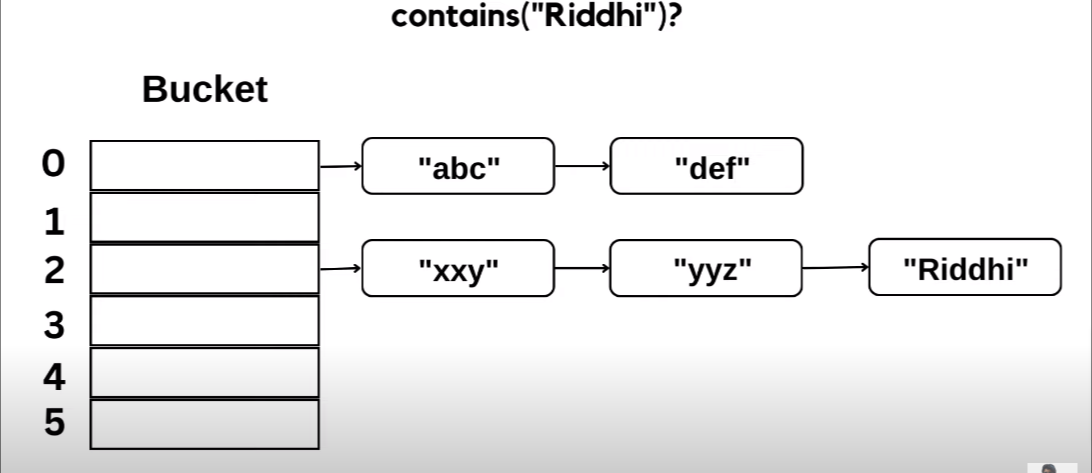 contains("Riddhi")?
Bucket
0 "abc" "def"
1
2 "xxy" "yyz" "Riddhi"
3
4
5